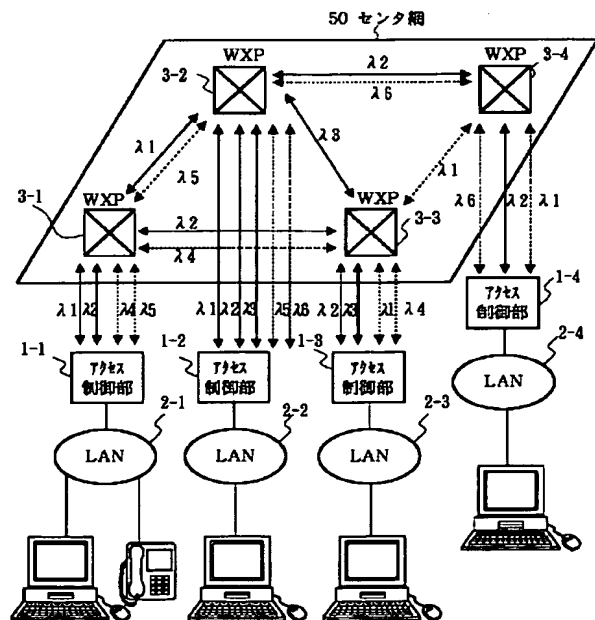 50 センタ網
WXP
3-2
WXP
3-4
λ2
λ6
λ1
λ5
λ3
λ1
3-1
WXP
WXP
3-3
λ2
λ4
λ6
λ2
λ1
λ1
λ2
λ4
λ5
λ1
λ2
λ3
λ5
λ6
λ2
λ3
λ1
λ4
アクセス
制御部
1-4
1-1
アクセス
制御部
1-2
アクセス
制御部
1-3
アクセス
制御部
2-4
LAN
2-1
LAN
2-2
LAN
2-3
LAN